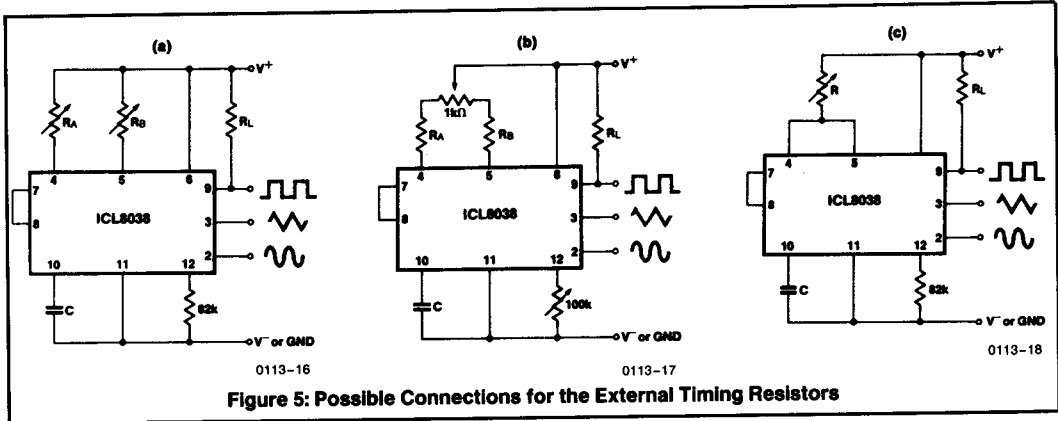 (a)
V+
RA
RB
RL
4
5
6
7
8
ICL8038
9
3
2
10
11
12
C
82k
V− or GND
0113-16
(b)
V+
1kΩ
RA
RB
RL
4
5
6
7
8
ICL8038
9
3
2
10
11
12
C
100k
V− or GND
0113-17
(c)
V+
R
RL
4
5
7
8
ICL8038
9
3
2
10
11
12
C
82k
V− or GND
0113-18
Figure 5: Possible Connections for the External Timing Resistors